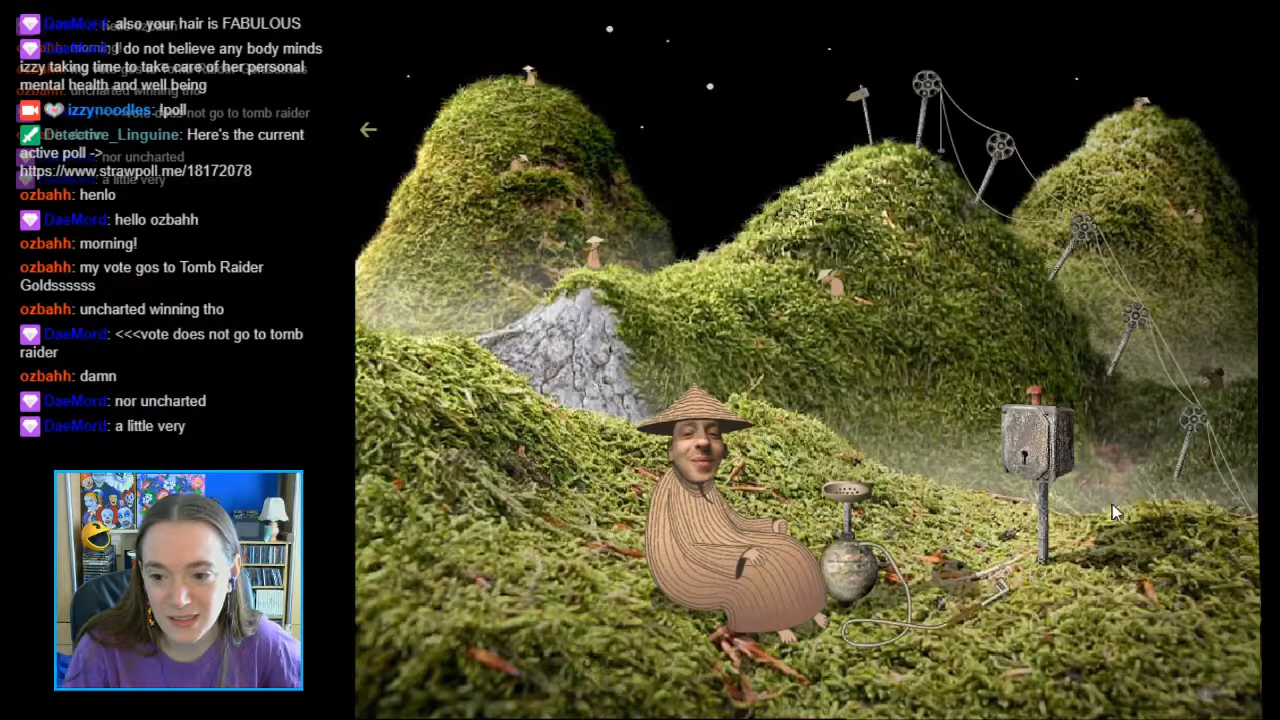 DaeMord: also your hair is FABULOUS
DaeMord: I do not believe any body minds
izzy taking time to take care of her personal
mental health and well being
izzynoodles: !poll
Detective_Linguine: Here's the current
active poll ->
https://www.strawpoll.me/18172078
ozbahh: henlo
DaeMord: hello ozbahh
ozbahh: morning!
ozbahh: my vote gos to Tomb Raider
Goldssssss
ozbahh: uncharted winning tho
DaeMord: <<<vote does not go to tomb
raider
ozbahh: damn
DaeMord: nor uncharted
DaeMord: a little very